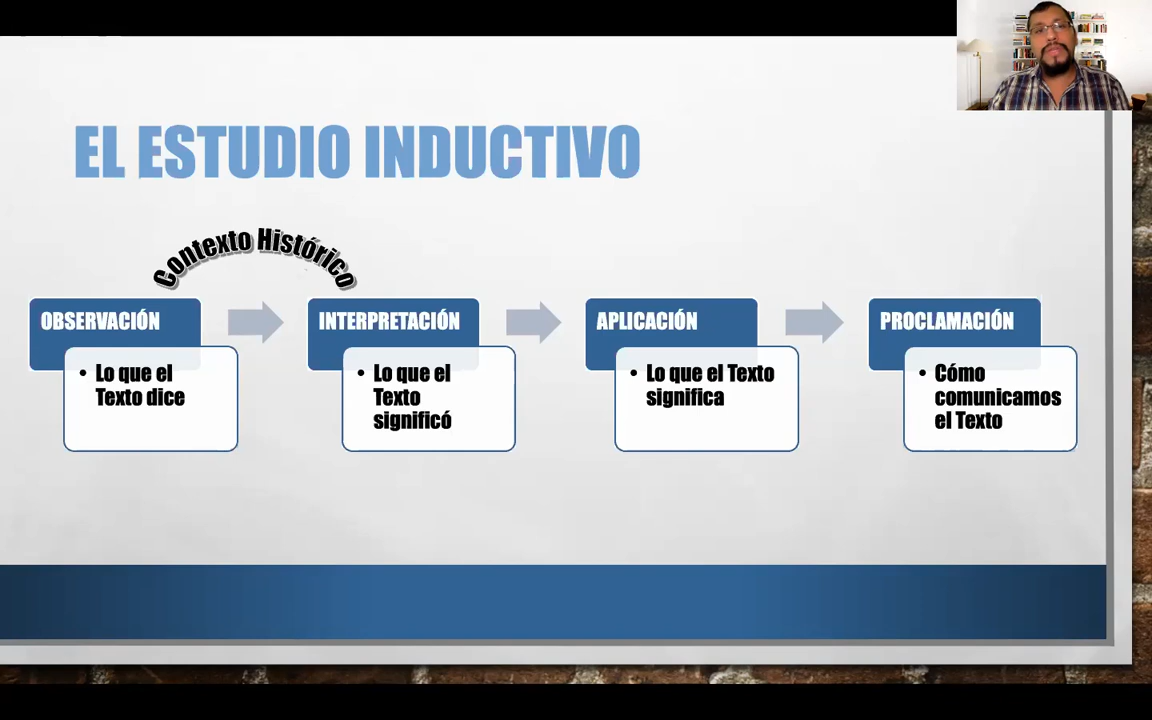 EL ESTUDIO INDUCTIVO
Contexto Histórico
OBSERVACIÓN
• Lo que el
Texto dice
INTERPRETACIÓN
• Lo que el
Texto
significó
APLICACIÓN
• Lo que el Texto
significa
PROCLAMACIÓN
• Cómo
comunicamos
el Texto